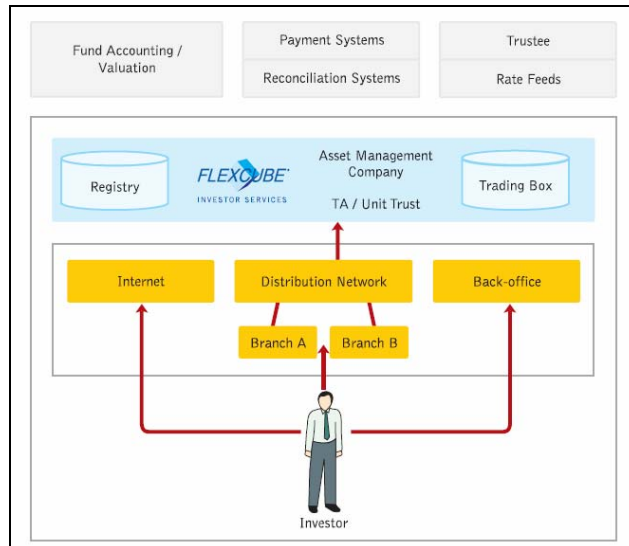 Fund Accounting /
Valuation
Payment Systems
Reconciliation Systems
Trustee
Rate Feeds
Registry
FLEXCUBE®
INVESTOR SERVICES
Asset Management
Company
TA / Unit Trust
Trading Box
Internet
Distribution Network
Back-office
Branch A
Branch B
Investor